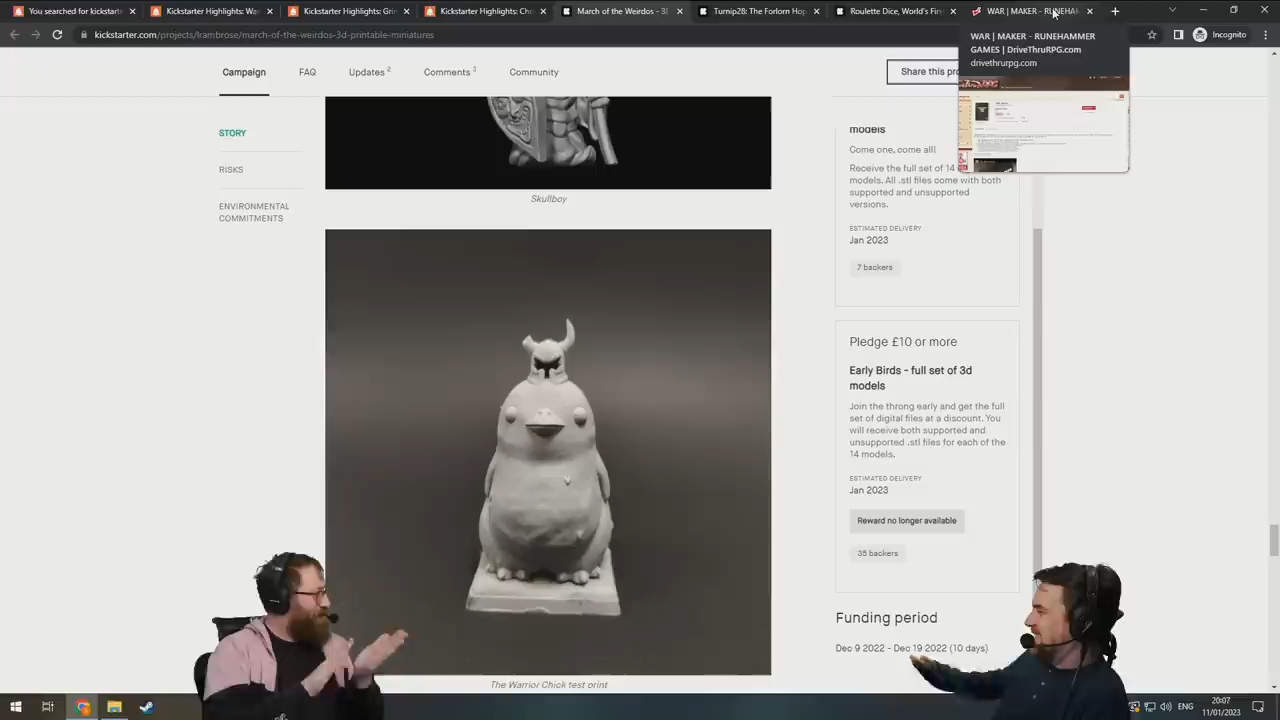 You searched for
Kickstarter Highlights:
Kickstarter Highlights: Gri
Kickstarter Highlights: Che
March of the Weirdos – 3D
Turnip28: The Forlorn Hop
Roulette Dice, World's Firs
WAR | MAKER - RUNEHA
kickstarter.com/projects/lambrose/march-of-the-weirdos-3d-printable-miniatures
Incognito
WAR | MAKER - RUNEHAMMER
GAMES | DriveThruRPG.com
drivethrurpg.com
Campaign
FAQ
Updates 2
Comments 3
Community
Share this pro
STORY
RISKS
ENVIRONMENTAL
COMMITMENTS
Skullboy
The Warrior Chick test print
models
Come one, come all!
Receive the full set of 14
models. All .stl files come with both
supported and unsupported
versions.
ESTIMATED DELIVERY
Jan 2023
7 backers
Pledge £10 or more
Early Birds - full set of 3d
models
Join the throng early and get the full
set of digital files at a discount. You
will receive both supported and
unsupported .stl files for each of the
14 models.
ESTIMATED DELIVERY
Jan 2023
Reward no longer available
35 backers
Funding period
Dec 9 2022 - Dec 19 2022 (10 days)
20:07
11/01/2023